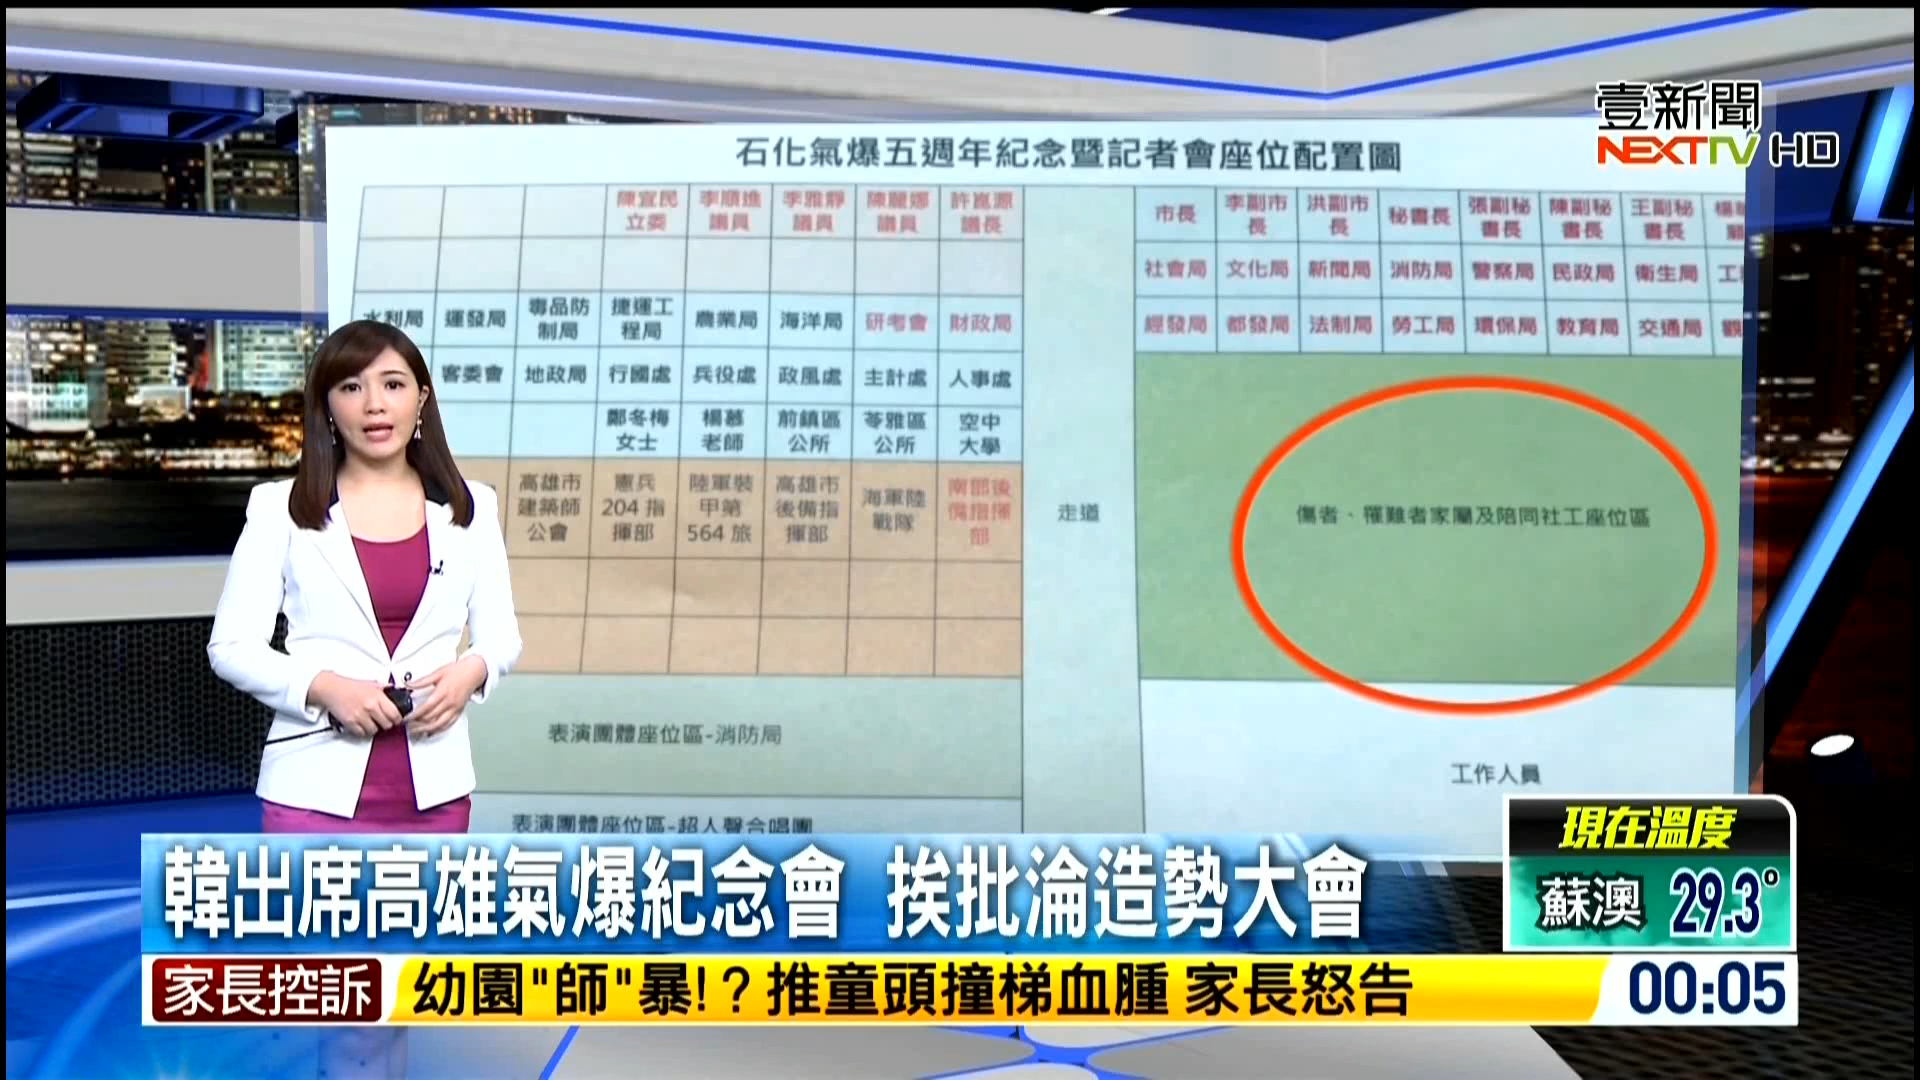 壹新聞
NEXTTV HD
石化氣爆五週年紀念暨記者會座位配置圖
陳宜民立委 李順進議員 李雅靜議員 陳麗娜議員 許崑源議長
水利局 運發局 毒品防制局 捷運工程局 農業局 海洋局 研考會 財政局
客委會 地政局 行國處 兵役處 政風處 主計處 人事處
鄭冬梅女士 楊慕老師 前鎮區公所 苓雅區公所 空中大學
高雄市建築師公會 憲兵204指揮部 陸軍裝甲第564旅 高雄市後備指揮部 海軍陸戰隊 南部後備指揮部
表演團體座位區-消防局
表演團體座位區-超人聲合唱團
走道
市長 李副市長 洪副市長 秘書長 張副秘書長 陳副秘書長 王副秘書長
社會局 文化局 新聞局 消防局 警察局 民政局 衛生局
經發局 都發局 法制局 勞工局 環保局 教育局 交通局
傷者、罹難者家屬及陪同社工座位區
工作人員
韓出席高雄氣爆紀念會 挨批淪造勢大會
現在溫度
蘇澳 29.3°
家長控訴 幼園"師"暴!？推童頭撞梯血腫 家長怒告
00:05